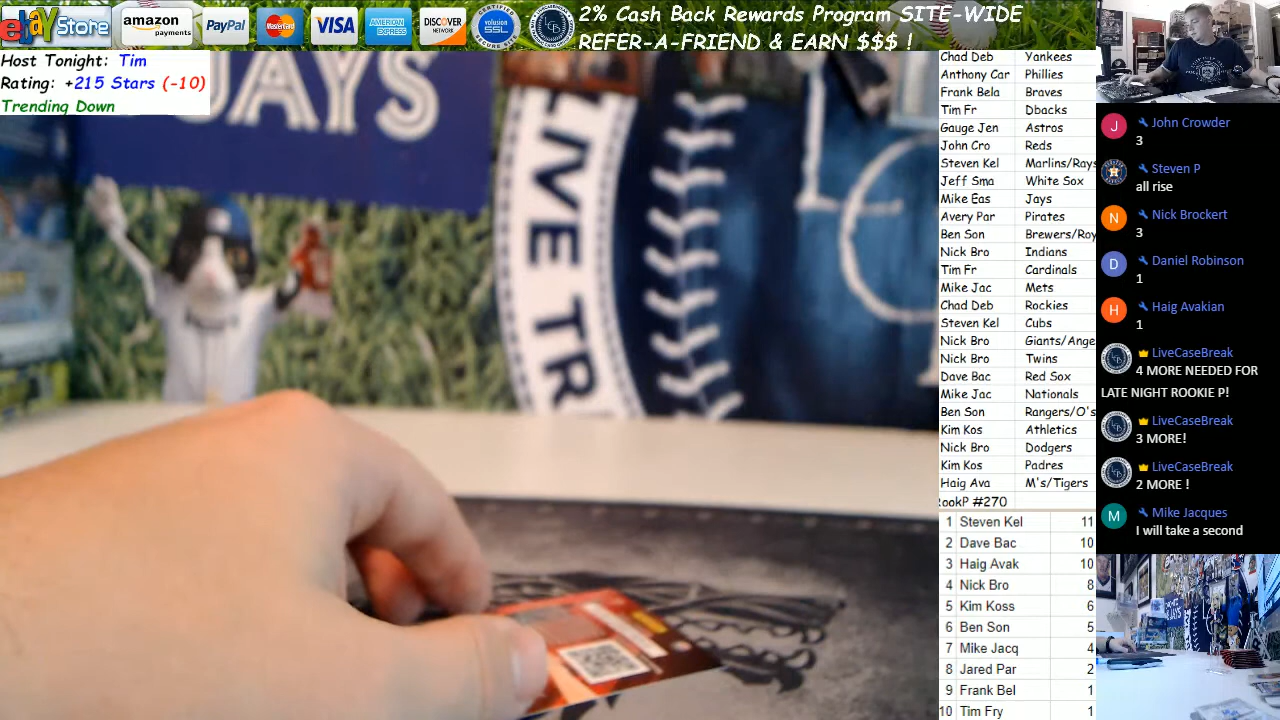 ebay Store
amazon
payments
PayPal
MasterCard
VISA
AMERICAN
EXPRESS
DISCOVER
NETWORK
volusion
SSL
2% Cash Back Rewards Program SITE-WIDE
REFER-A-FRIEND & EARN $$$ !
Host Tonight: Tim
Rating: +215 Stars (-10)
Trending Down
JAYS
LIVE TR
Chad Deb Yankees
Anthony Car Phillies
Frank Bela Braves
Tim Fr Dbacks
Gauge Jen Astros
John Cro Reds
Steven Kel Marlins/Rays
Jeff Sma White Sox
Mike Eas Jays
Avery Par Pirates
Ben Son Brewers/Roy
Nick Bro Indians
Tim Fr Cardinals
Mike Jac Mets
Chad Deb Rockies
Steven Kel Cubs
Nick Bro Giants/Ange
Nick Bro Twins
Dave Bac Red Sox
Mike Jac Nationals
Ben Son Rangers/O's
Kim Kos Athletics
Nick Bro Dodgers
Kim Kos Padres
Haig Ava M's/Tigers
RookP #270
1 Steven Kel 11
2 Dave Bac 10
3 Haig Avak 10
4 Nick Bro 8
5 Kim Koss 6
6 Ben Son 5
7 Mike Jacq 4
8 Jared Par 2
9 Frank Bel 1
10 Tim Fry 1
J John Crowder
3
Steven P
all rise
N Nick Brockert
3
D Daniel Robinson
1
H Haig Avakian
1
LiveCaseBreak
4 MORE NEEDED FOR
LATE NIGHT ROOKIE P!
LiveCaseBreak
3 MORE!
LiveCaseBreak
2 MORE !
M Mike Jacques
I will take a second